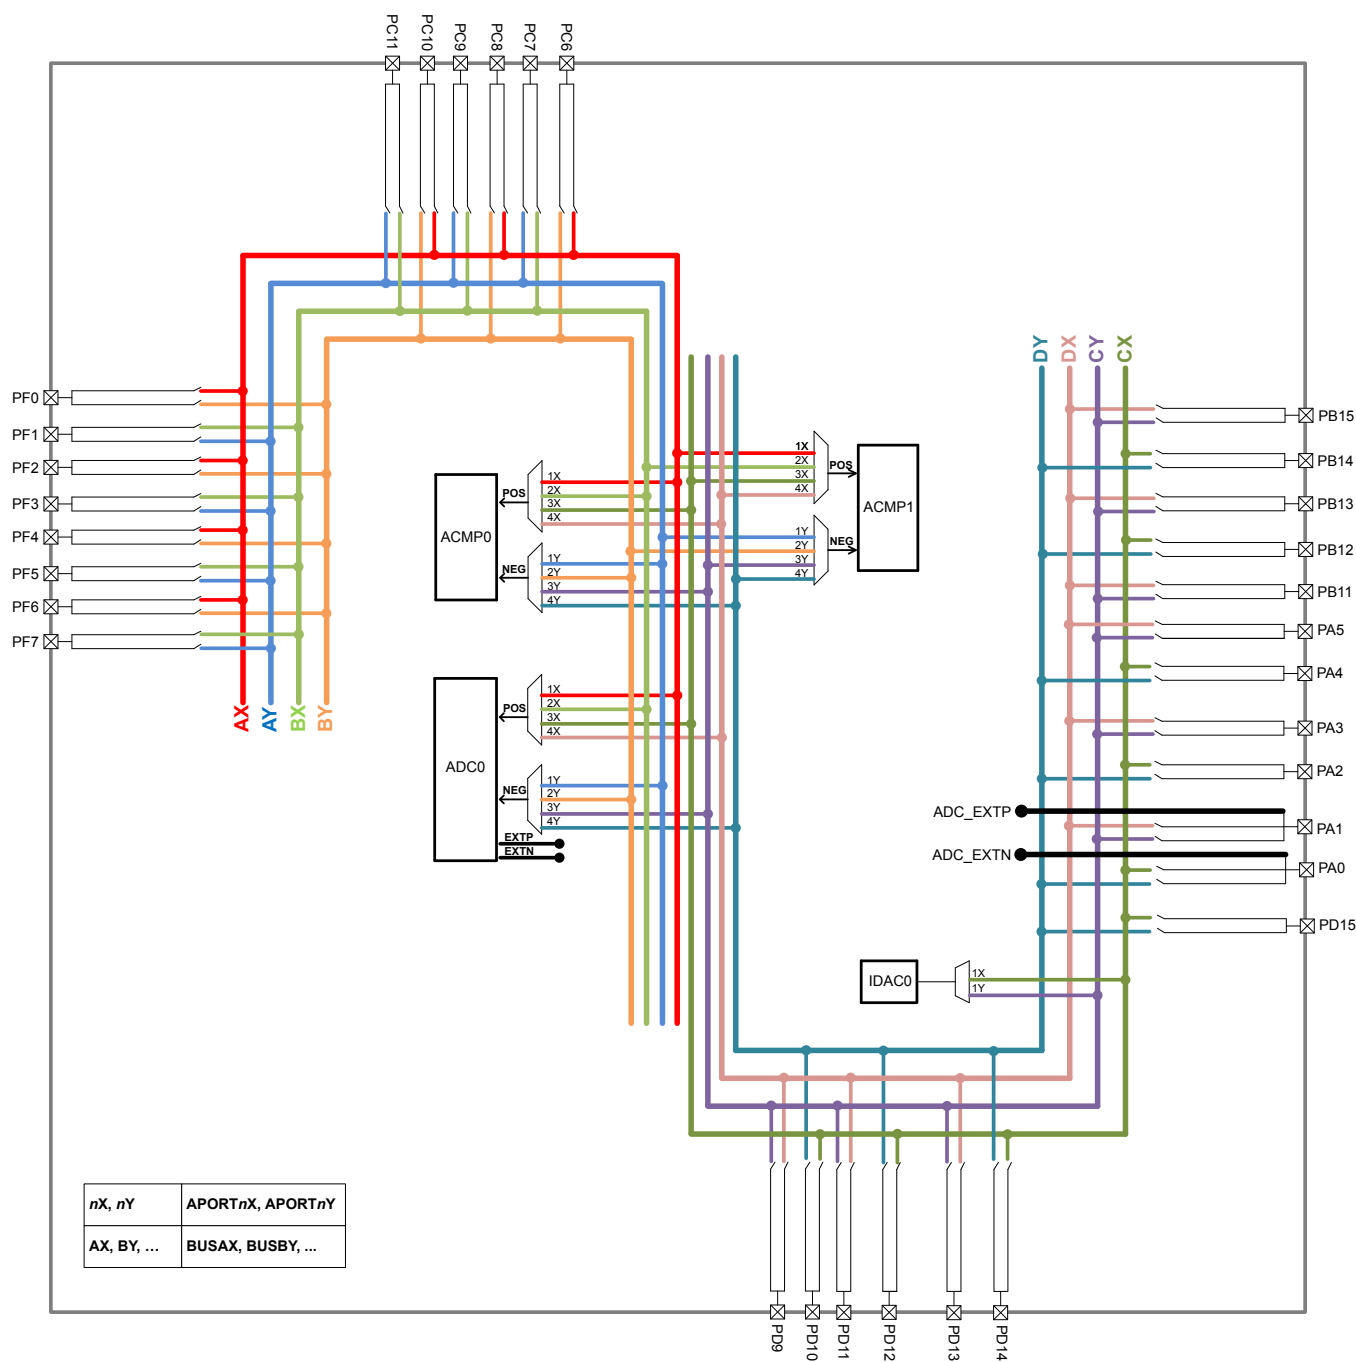 PC11 PC10 PC9 PC8 PC7 PC6
PF0
PF1
PF2
PF3
PF4
PF5
PF6
PF7
AX AY BX BY
ACMP0
POS
1X
2X
3X
4X
NEG
1Y
2Y
3Y
4Y
ADC0
POS
1X
2X
3X
4X
NEG
1Y
2Y
3Y
4Y
EXTP
EXTN
1X
2X
3X
4X
POS
1Y
2Y
3Y
4Y
NEG
ACMP1
DY DX CY CX
PB15
PB14
PB13
PB12
PB11
PA5
PA4
PA3
PA2
ADC_EXTP
PA1
ADC_EXTN
PA0
PD15
IDAC0
1X
1Y
PD9 PD10 PD11 PD12 PD13 PD14
nX, nY APORTnX, APORTnY
AX, BY, ... BUSAX, BUSBY, ...